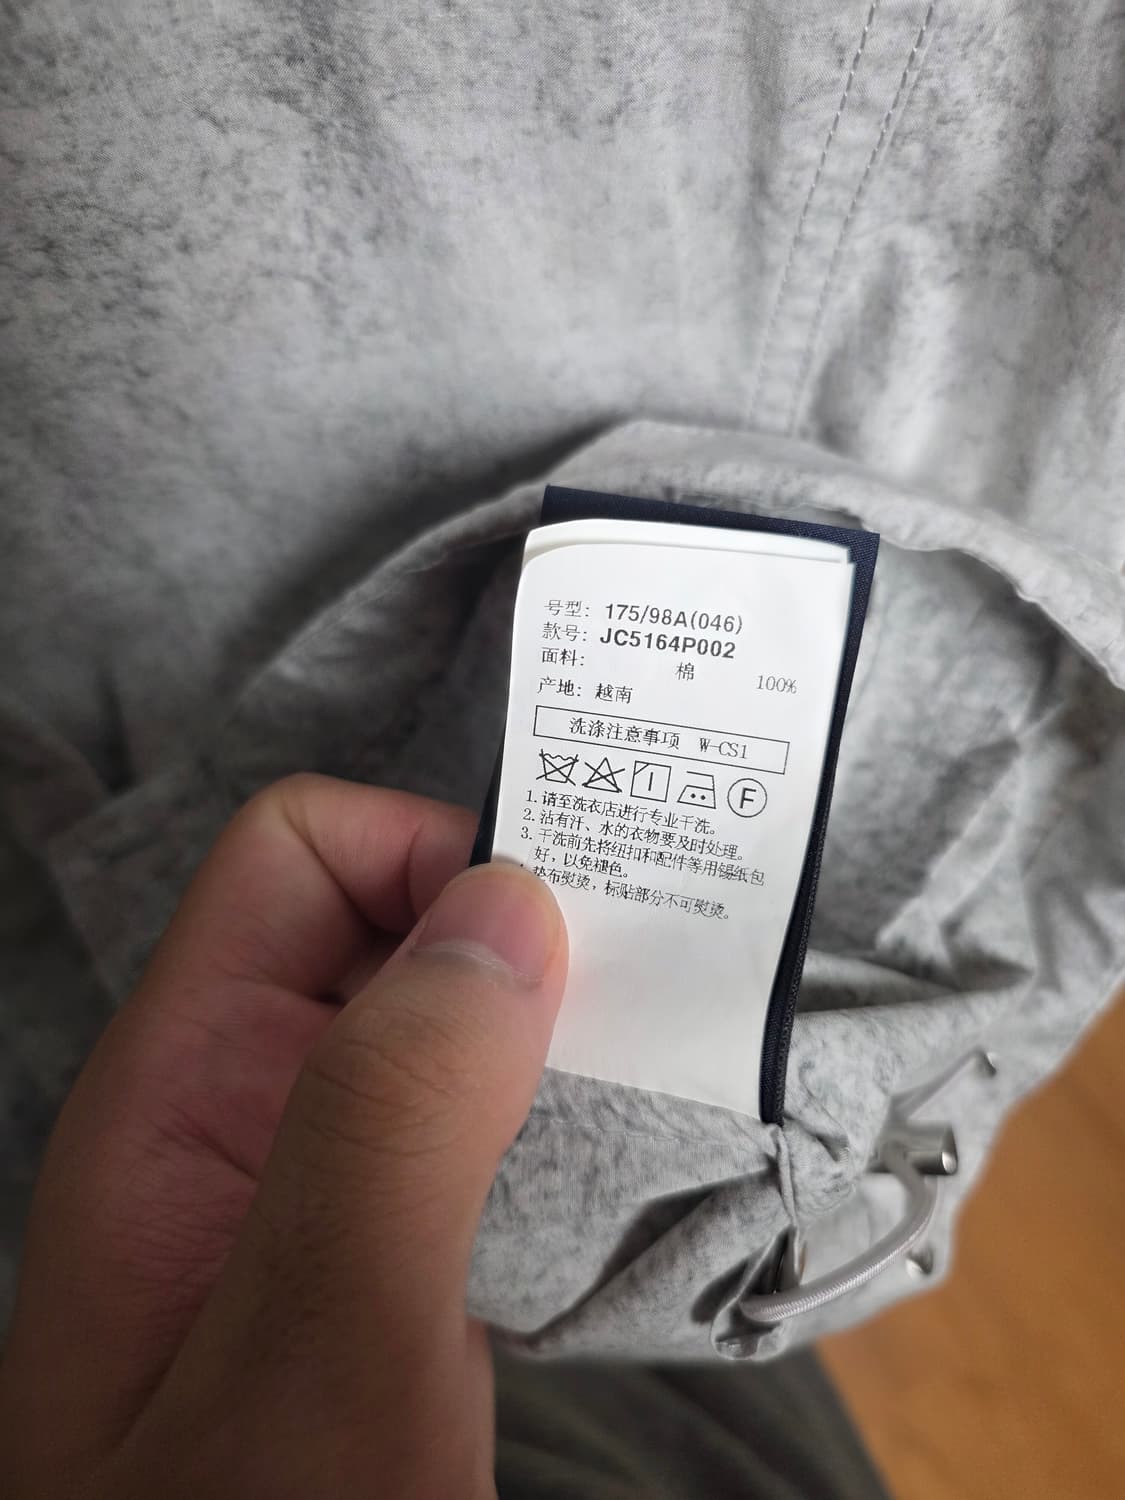 号型: 175/98A(046)
款号: JC5164P002
面料: 棉 100%
产地: 越南
洗涤注意事项 W-CS1
F
1. 请至洗衣店进行专业干洗。
2. 沾有汗、水的衣物要及时处理。
3. 干洗前先将纽扣和配件等用锡纸包
好，以免褪色。
垫布熨烫，标贴部分不可熨烫。